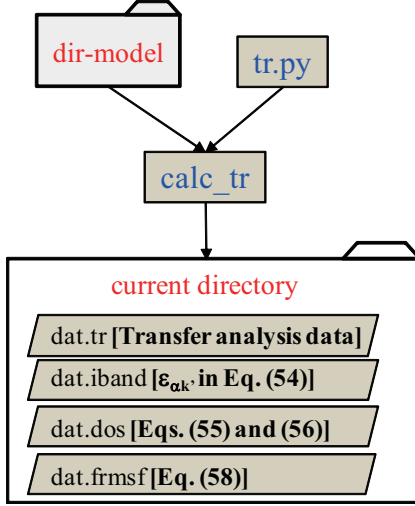 dir-model
tr.py
calc_tr
current directory
dat.tr [Transfer analysis data]
dat.iband [εαk, in Eq. (54)]
dat.dos [Eqs. (55) and (56)]
dat.frmsf [Eq. (58)]